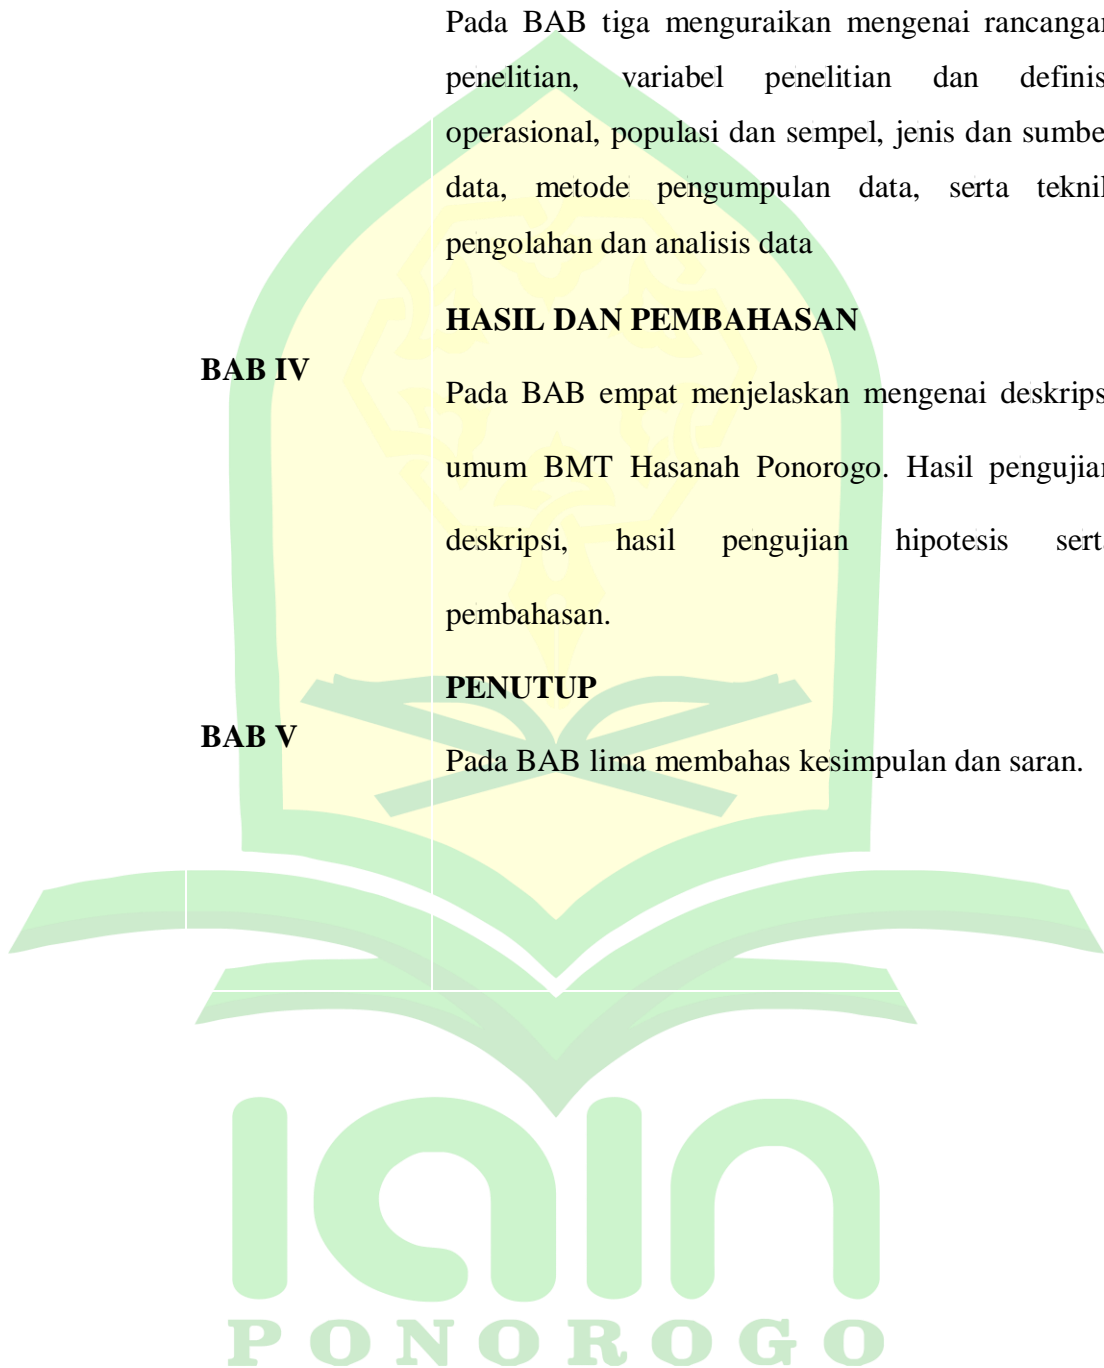 Pada BAB tiga menguraikan mengenai rancangan
penelitian, variabel penelitian dan definis
operasional, populasi dan sempel, jenis dan sumber
data, metode pengumpulan data, serta teknik
pengolahan dan analisis data
HASIL DAN PEMBAHASAN
BAB IV
Pada BAB empat menjelaskan mengenai deskrips
umum BMT Hasanah Ponorogo. Hasil pengujian
deskripsi, hasil pengujian hipotesis serta
pembahasan.
PENUTUP
BAB V
Pada BAB lima membahas kesimpulan dan saran.
iain
PONOROGO